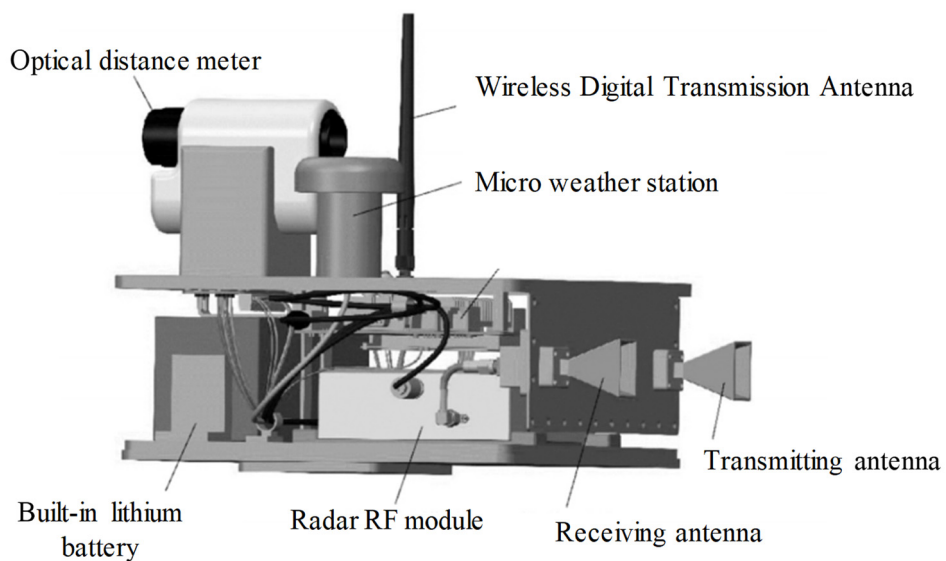 Optical distance meter
Wireless Digital Transmission Antenna
Micro weather station
Transmitting antenna
Built-in lithium
battery
Radar RF module
Receiving antenna